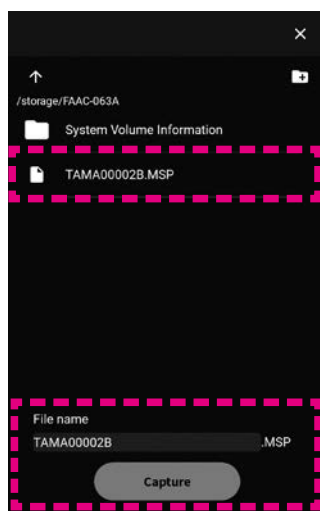 /storage/FAAC-063A
System Volume Information
TAMA00002B.MSP
File name
TAMA00002B .MSP
Capture